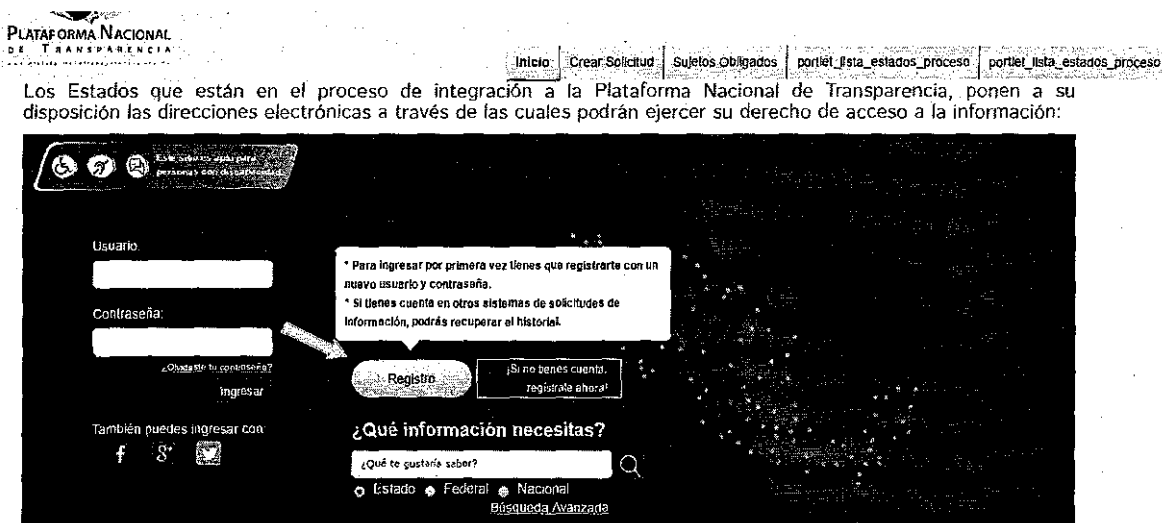 PLATAFORMA NACIONAL
DE TRANSPARENCIA
Inicio Crear Solicitud Sujetos Obligados portlet_lista_estados_proceso portlet_lista_estados_proceso
Los Estados que están en el proceso de integración a la Plataforma Nacional de Transparencia, ponen a su
disposición las direcciones electrónicas a través de las cuales podrán ejercer su derecho de acceso a la información:
Este sitio es apto para
personas con discapacidad.
Usuario:
* Para ingresar por primera vez tienes que registrarte con un
nuevo usuario y contraseña.
* Si tienes cuenta en otros sistemas de solicitudes de
información, podrás recuperar el historial.
Contraseña:
¿Olvidaste tu contraseña?
Ingresar
Registro
¡Si no tienes cuenta,
regístrate ahora!
También puedes ingresar con:
f g+
¿Qué información necesitas?
¿Qué te gustaría saber?
Estado Federal Nacional
Búsqueda Avanzada